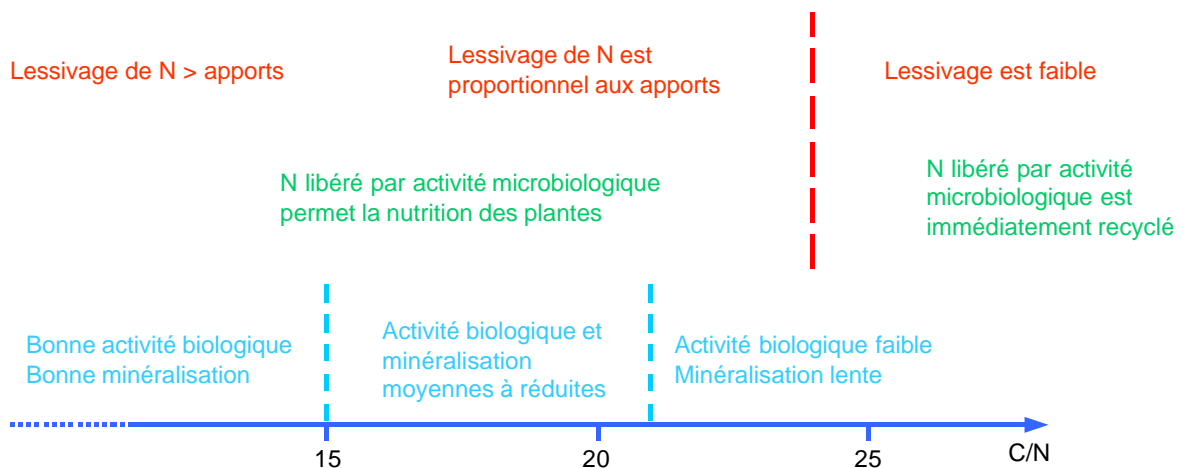 Lessivage de N > apports
Lessivage de N est
proportionnel aux apports
Lessivage est faible
N libéré par activité microbiologique
permet la nutrition des plantes
N libéré par activité
microbiologique est
immédiatement recyclé
Bonne activité biologique
Bonne minéralisation
Activité biologique et
minéralisation
moyennes à réduites
Activité biologique faible
Minéralisation lente
15
20
25
C/N